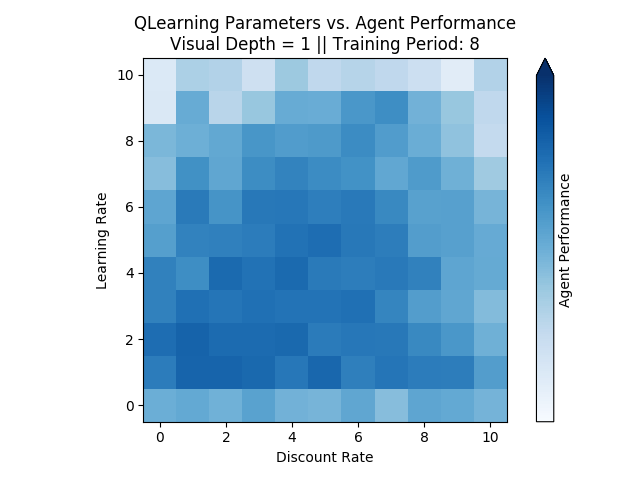 QLearning Parameters vs. Agent Performance
Visual Depth = 1 || Training Period: 8
10
8
6
4
2
0
Learning Rate
0 2 4 6 8 10
Discount Rate
Agent Performance